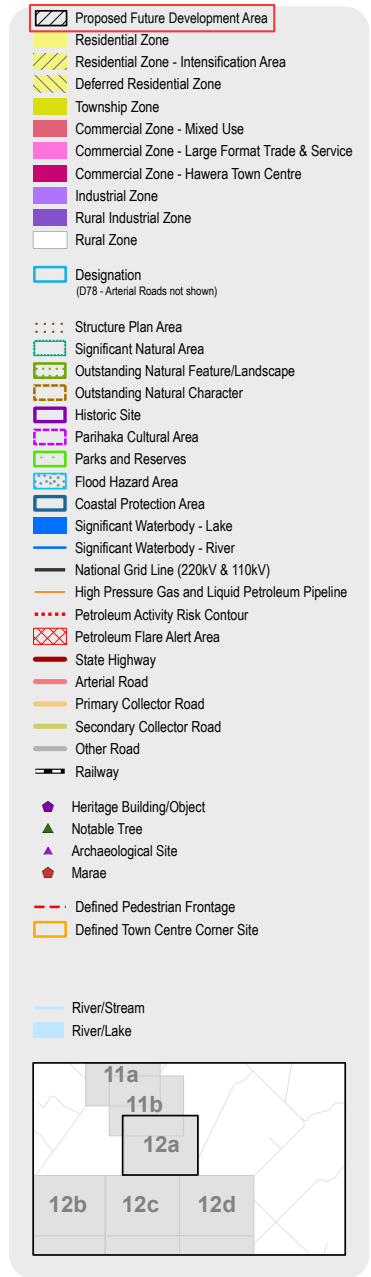 Proposed Future Development Area
Residential Zone
Residential Zone - Intensification Area
Deferred Residential Zone
Township Zone
Commercial Zone - Mixed Use
Commercial Zone - Large Format Trade & Service
Commercial Zone - Hawera Town Centre
Industrial Zone
Rural Industrial Zone
Rural Zone
Designation
(D78 - Arterial Roads not shown)
Structure Plan Area
Significant Natural Area
Outstanding Natural Feature/Landscape
Outstanding Natural Character
Historic Site
Parihaka Cultural Area
Parks and Reserves
Flood Hazard Area
Coastal Protection Area
Significant Waterbody - Lake
Significant Waterbody - River
National Grid Line (220kV & 110kV)
High Pressure Gas and Liquid Petroleum Pipeline
Petroleum Activity Risk Contour
Petroleum Flare Alert Area
State Highway
Arterial Road
Primary Collector Road
Secondary Collector Road
Other Road
Railway
Heritage Building/Object
Notable Tree
Archaeological Site
Marae
Defined Pedestrian Frontage
Defined Town Centre Corner Site
River/Stream
River/Lake
11a
11b
12a
12b 12c 12d